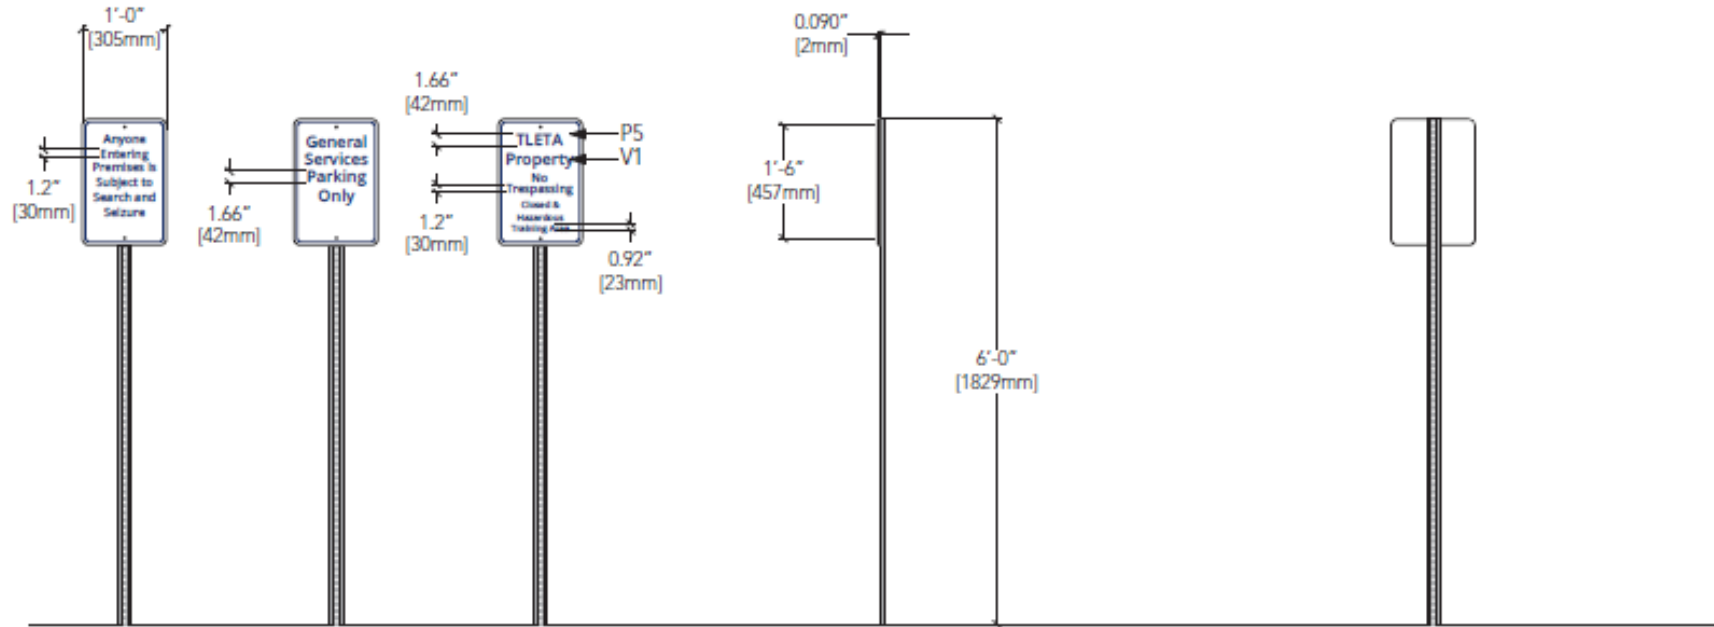 1'-0"
[305mm]
Anyone
Entering
Premises is
Subject to
Search and
Seizure
1.2"
[30mm]
General
Services
Parking
Only
1.66"
[42mm]
1.66"
[42mm]
TLETA
Property
No
Trespassing
Closed &
Hazardous
Training Area
P5
V1
1.2"
[30mm]
0.92"
[23mm]
0.090"
[2mm]
1'-6"
[457mm]
6'-0"
[1829mm]